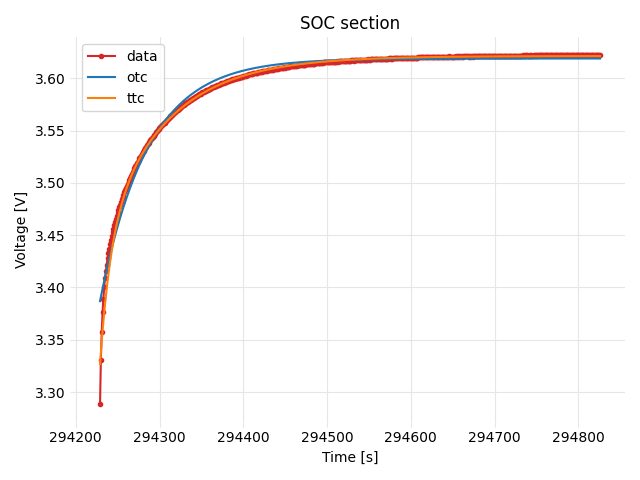 SOC section
data
otc
ttc
3.60
3.55
3.50
3.45
3.40
3.35
3.30
Voltage [V]
294200 294300 294400 294500 294600 294700 294800
Time [s]